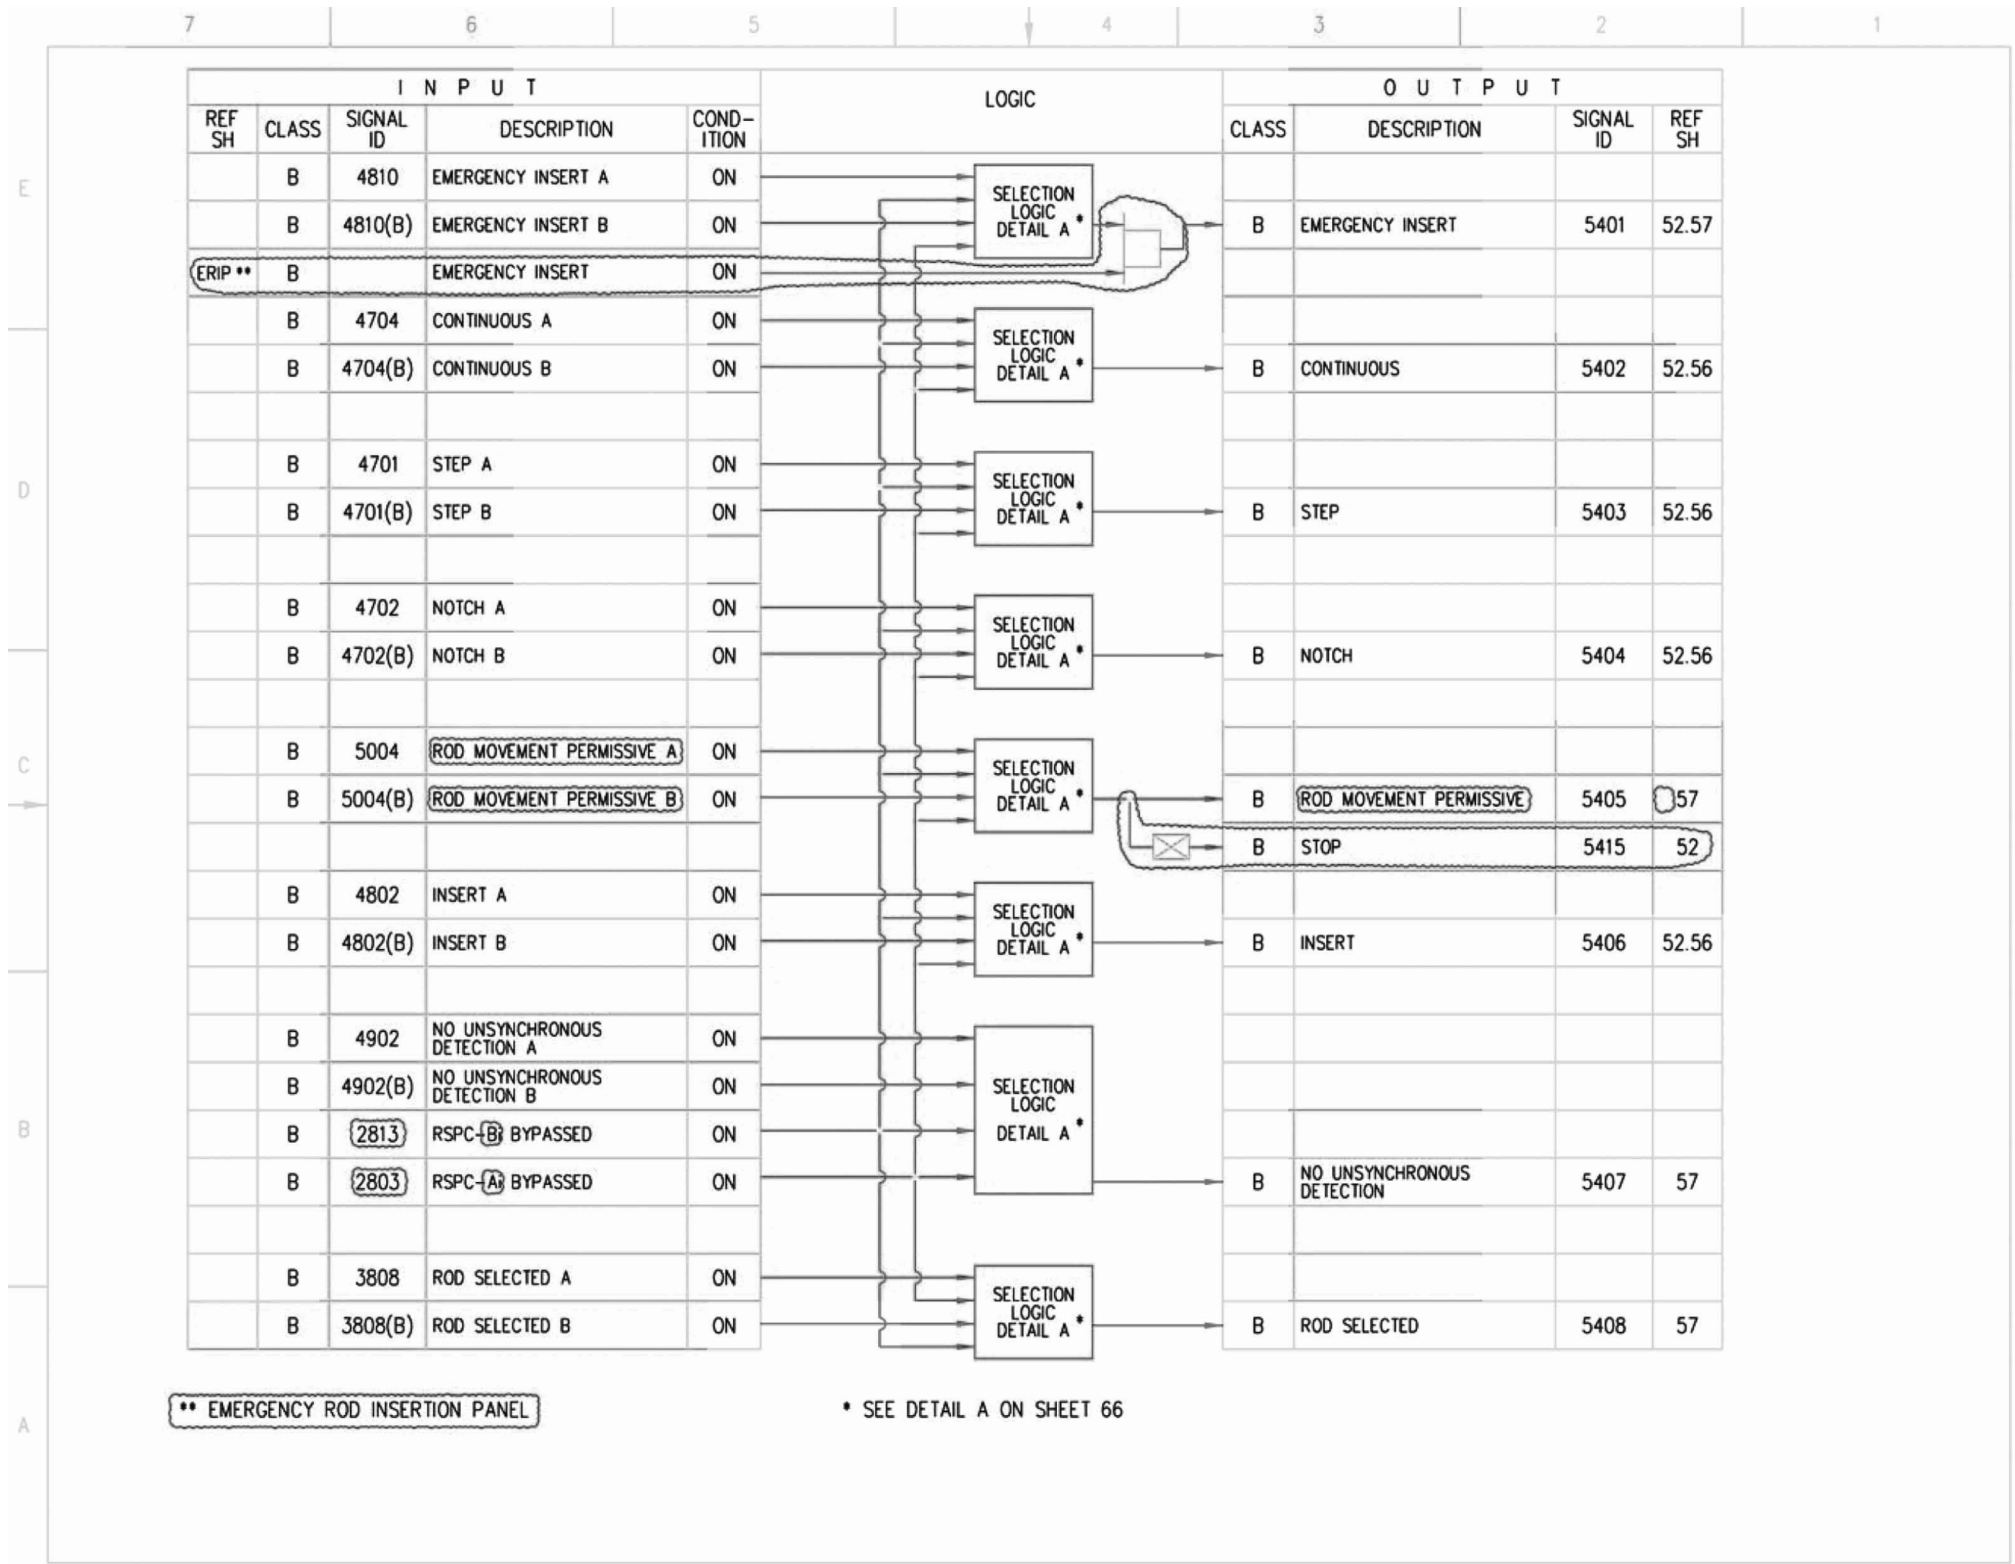 7 6 5 4 3 2 1
I N P U T
LOGIC
O U T P U T
REF SH CLASS SIGNAL ID DESCRIPTION COND- ITION CLASS DESCRIPTION SIGNAL ID REF SH
E
B 4810 EMERGENCY INSERT A ON
SELECTION
LOGIC
DETAIL A *
B 4810(B) EMERGENCY INSERT B ON
B EMERGENCY INSERT 5401 52.57
ERIP ** B EMERGENCY INSERT ON
B 4704 CONTINUOUS A ON
SELECTION
LOGIC
DETAIL A *
B 4704(B) CONTINUOUS B ON
B CONTINUOUS 5402 52.56
D
B 4701 STEP A ON
SELECTION
LOGIC
DETAIL A *
B 4701(B) STEP B ON
B STEP 5403 52.56
B 4702 NOTCH A ON
SELECTION
LOGIC
DETAIL A *
B 4702(B) NOTCH B ON
B NOTCH 5404 52.56
C
B 5004 ROD MOVEMENT PERMISSIVE A ON
SELECTION
LOGIC
DETAIL A *
B 5004(B) ROD MOVEMENT PERMISSIVE B ON
B ROD MOVEMENT PERMISSIVE 5405 57
B STOP 5415 52
B 4802 INSERT A ON
SELECTION
LOGIC
DETAIL A *
B 4802(B) INSERT B ON
B INSERT 5406 52.56
B 4902 NO UNSYNCHRONOUS
DETECTION A ON
B 4902(B) NO UNSYNCHRONOUS
DETECTION B ON
SELECTION
LOGIC
DETAIL A *
B
B 2813 RSPC-B BYPASSED ON
B 2803 RSPC-A BYPASSED ON
B NO UNSYNCHRONOUS
DETECTION 5407 57
B 3808 ROD SELECTED A ON
SELECTION
LOGIC
DETAIL A *
B 3808(B) ROD SELECTED B ON
B ROD SELECTED 5408 57
A
** EMERGENCY ROD INSERTION PANEL
* SEE DETAIL A ON SHEET 66